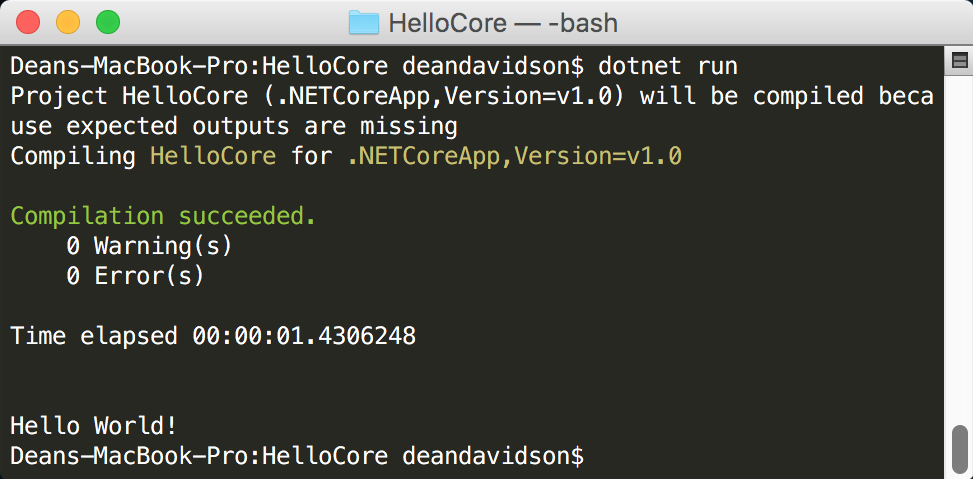 HelloCore — -bash
Deans-MacBook-Pro:HelloCore deandavidson$ dotnet run
Project HelloCore (.NETCoreApp,Version=v1.0) will be compiled beca
use expected outputs are missing
Compiling HelloCore for .NETCoreApp,Version=v1.0
Compilation succeeded.
    0 Warning(s)
    0 Error(s)
Time elapsed 00:00:01.4306248
Hello World!
Deans-MacBook-Pro:HelloCore deandavidson$